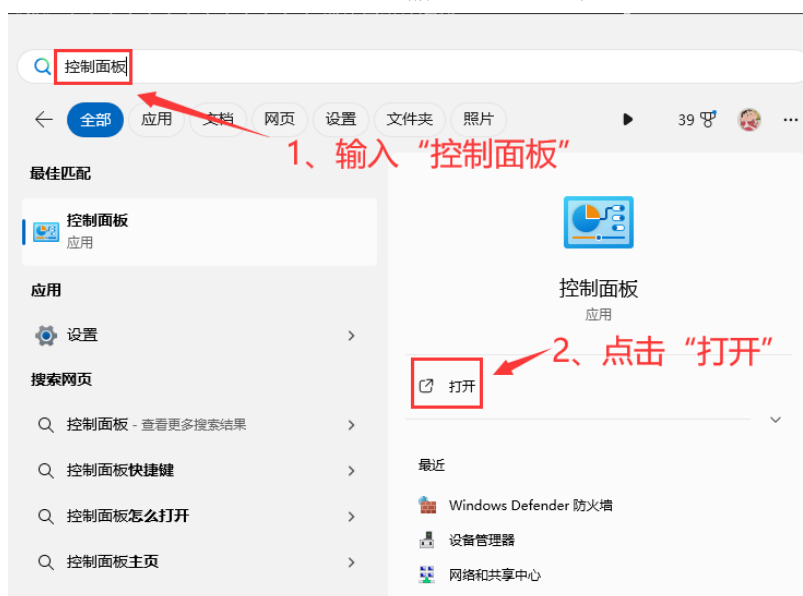 控制面板
全部 应用 文档 网页 设置 文件夹 照片 39
1、输入“控制面板”
最佳匹配
控制面板
应用
应用
设置
搜索网页
控制面板 - 查看更多搜索结果
控制面板快捷键
控制面板怎么打开
控制面板主页
控制面板
应用
2、点击“打开”
打开
最近
Windows Defender 防火墙
设备管理器
网络和共享中心